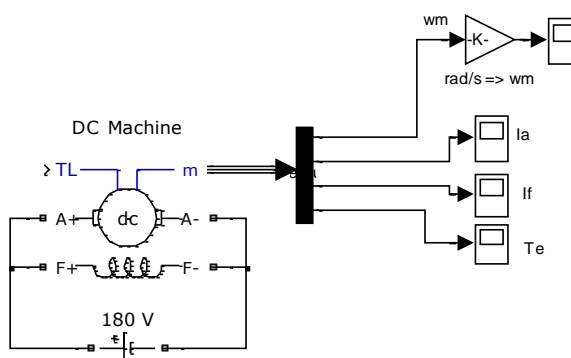 wm
-K-
rad/s => wm
DC Machine
Ia
TL
m
If
A+
dc
A-
Te
F+
F-
180 V
+